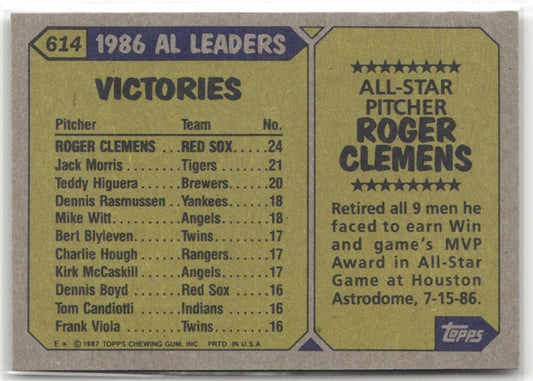 614 1986 AL LEADERS
VICTORIES
Pitcher Team No.
ROGER CLEMENS ...RED SOX.....24
Jack Morris......Tigers.......21
Teddy Higuera....Brewers.....20
Dennis Rasmussen..Yankees.....18
Mike Witt........Angels.......18
Bert Blyleven.....Twins........17
Charlie Hough....Rangers......17
Kirk McCaskill....Angels.......17
Dennis Boyd......Red Sox.....16
Tom Candiotti....Indians......16
Frank Viola.......Twins........16
E * © 1987 TOPPS CHEWING GUM, INC. PRTD. IN U.S.A
★★★★★★★★
ALL-STAR
PITCHER
ROGER
CLEMENS
★★★★★★★★
Retired all 9 men he
faced to earn Win
and game's MVP
Award in All-Star
Game at Houston
Astrodome, 7-15-86.
topps